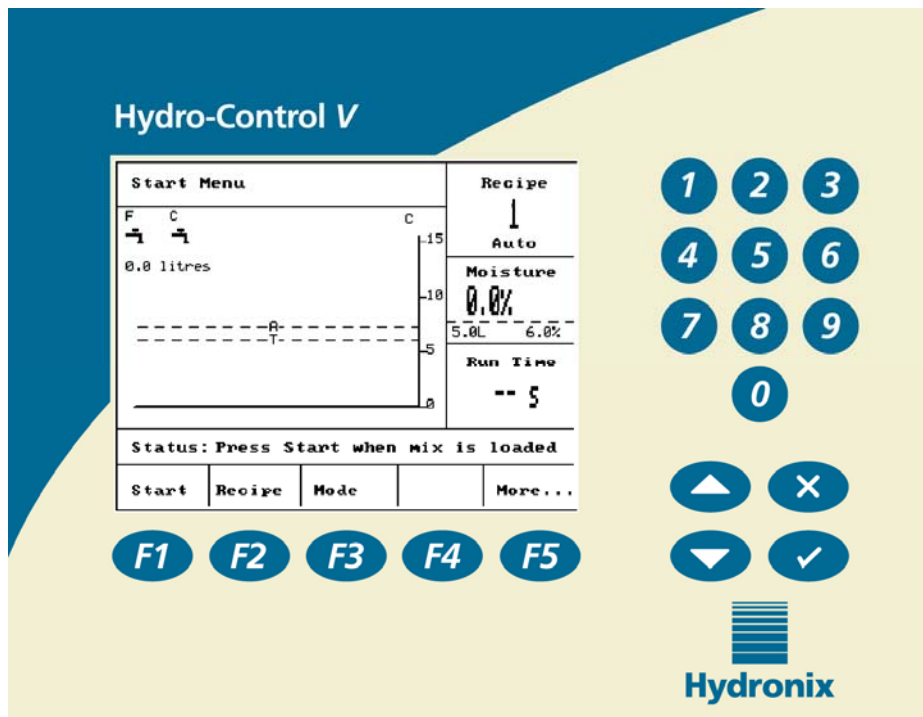 Hydro-Control V
Start Menu
Recipe
1
Auto
F C
C
15
0.0 litres
10
A
T
5
0
Moisture
0.0%
5.0L 6.0%
Run Time
-- s
Status: Press Start when mix is loaded
Start Recipe Mode More...
F1 F2 F3 F4 F5
1 2 3
4 5 6
7 8 9
0
Hydronix